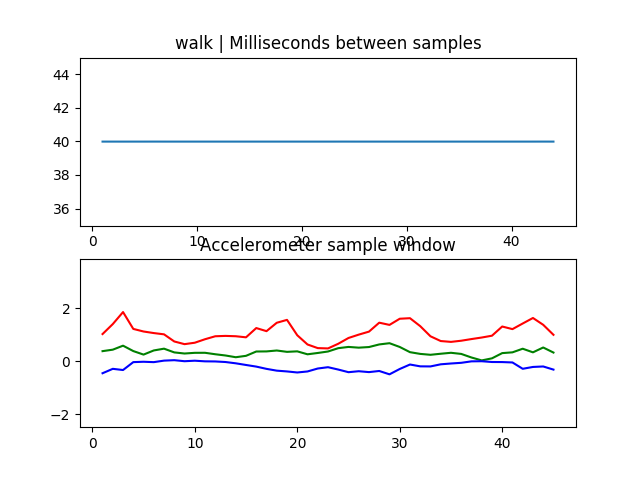 walk | Milliseconds between samples
44
42
40
38
36
0 10 20 30 40
Accelerometer sample window
2
0
−2
0 10 20 30 40